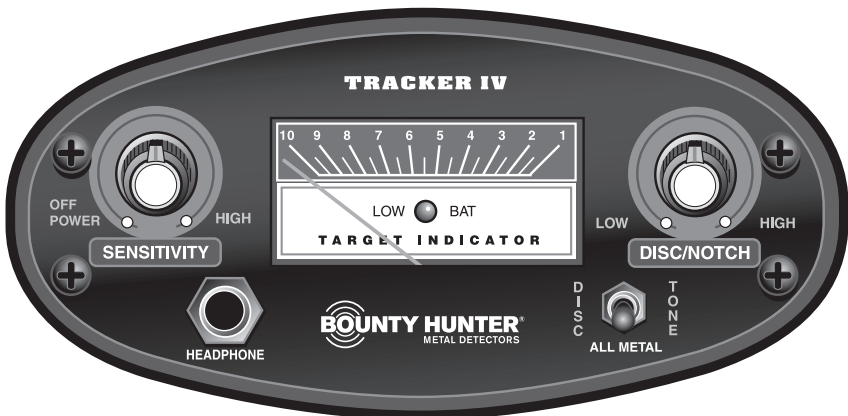 TRACKER IV
10 9 8 7 6 5 4 3 2 1
OFF
POWER
HIGH
SENSITIVITY
LOW BAT
TARGET INDICATOR
LOW
HIGH
DISC/NOTCH
HEADPHONE
BOUNTY HUNTER®
METAL DETECTORS
DISC
TONE
ALL METAL